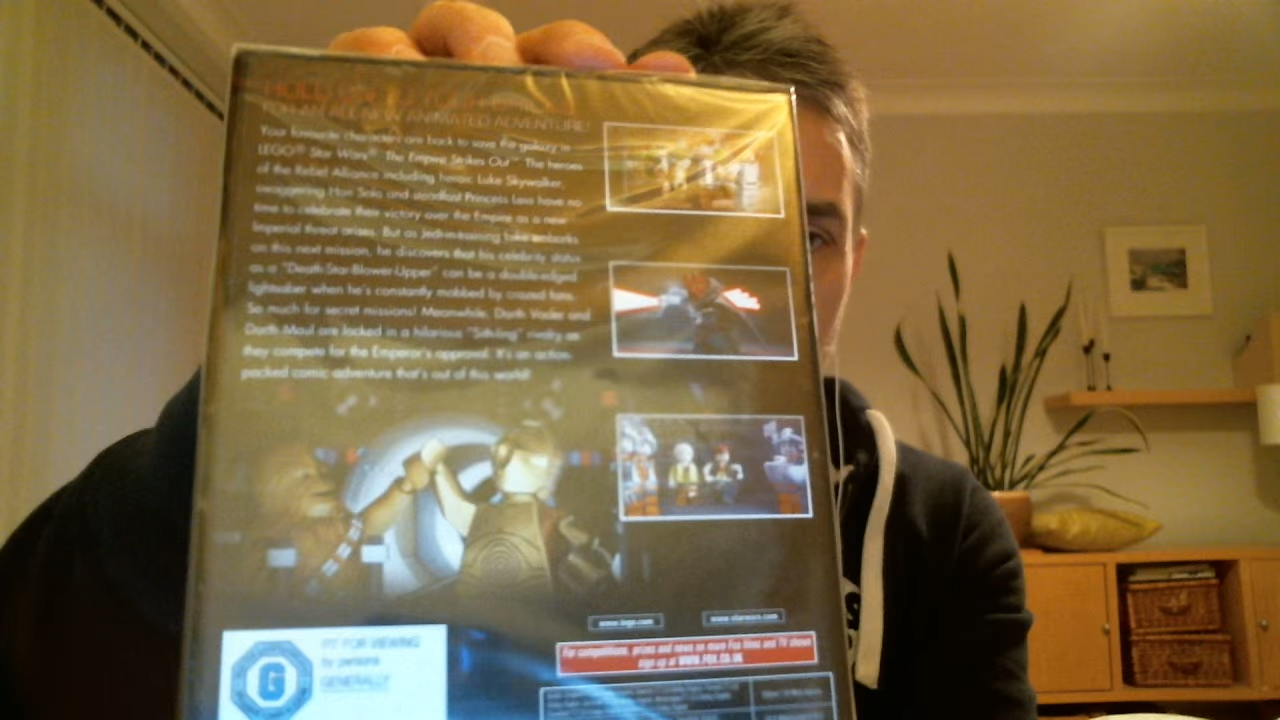 FOR AN ALL-NEW ANIMATED ADVENTURE!
Your favourite characters are back to save the galaxy in
LEGO® Star Wars® The Empire Strikes Out™ The heroes
of the Rebel Alliance including heroic Luke Skywalker,
swaggering Han Solo and steadfast Princess Leia have no
time to celebrate their victory over the Empire as a new
Imperial threat arises. But as Jedi-in-training Luke embarks
on this next mission, he discovers that his celebrity status
as a "Death-Star-Blower-Upper" can be a double-edged
lightsaber when he's constantly mobbed by crazed fans.
So much for secret missions! Meanwhile, Darth Vader and
Darth Maul are locked in a hilarious "Sith-ling" rivalry as
they compete for the Emperor's approval. It's an action-
packed comic adventure that's out of this world!
www.lego.com
www.starwars.com
For competitions, prizes and news on more Fox films and TV shows
sign up at WWW.FOX.CO.UK
G
FIT FOR VIEWING
by persons
GENERALLY